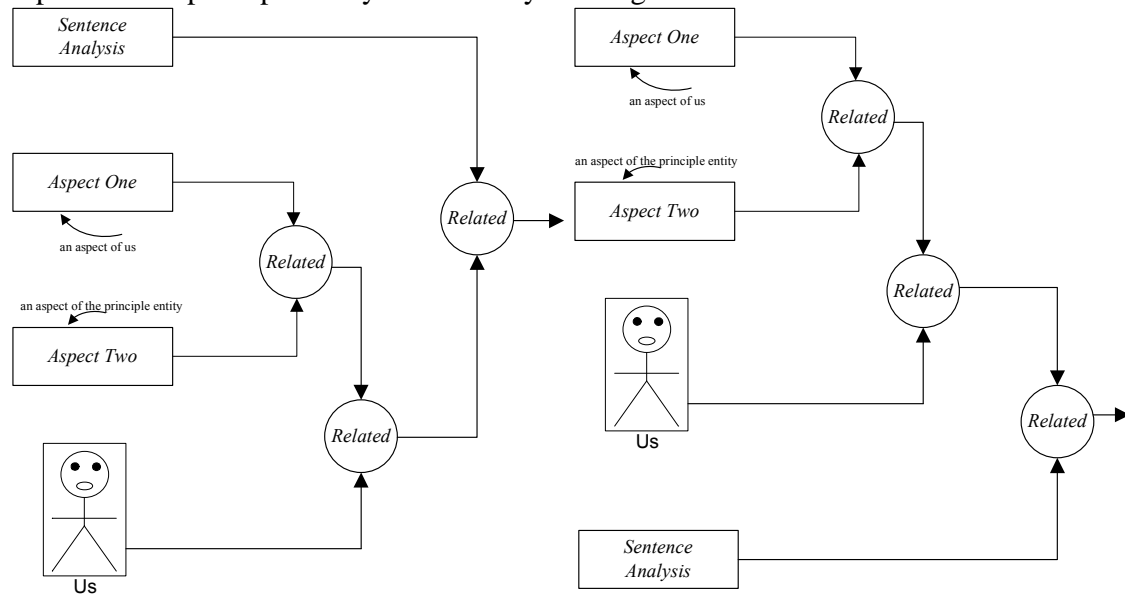 Sentence
Analysis
Related
Aspect One
an aspect of us
Related
an aspect of the principle entity
Aspect Two
Related
Us
Aspect One
an aspect of us
Related
an aspect of the principle entity
Aspect Two
Related
Us
Related
Sentence
Analysis